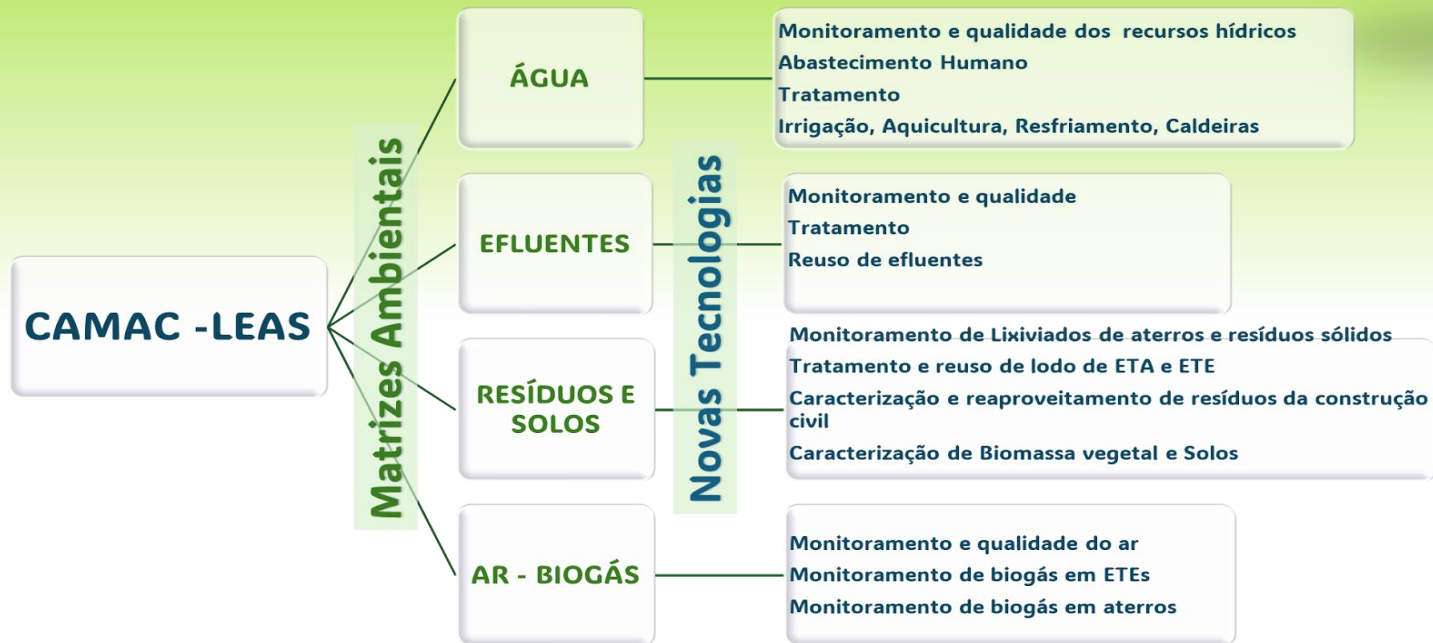 CAMAC -LEAS
Matrizes Ambientais
ÁGUA
Monitoramento e qualidade dos recursos hídricos
Abastecimento Humano
Tratamento
Irrigação, Aquicultura, Resfriamento, Caldeiras
Novas Tecnologias
EFLUENTES
Monitoramento e qualidade
Tratamento
Reuso de efluentes
RESÍDUOS E
SOLOS
Monitoramento de Lixiviados de aterros e resíduos sólidos
Tratamento e reuso de lodo de ETA e ETE
Caracterização e reaproveitamento de resíduos da construção
civil
Caracterização de Biomassa vegetal e Solos
AR - BIOGÁS
Monitoramento e qualidade do ar
Monitoramento de biogás em ETEs
Monitoramento de biogás em aterros